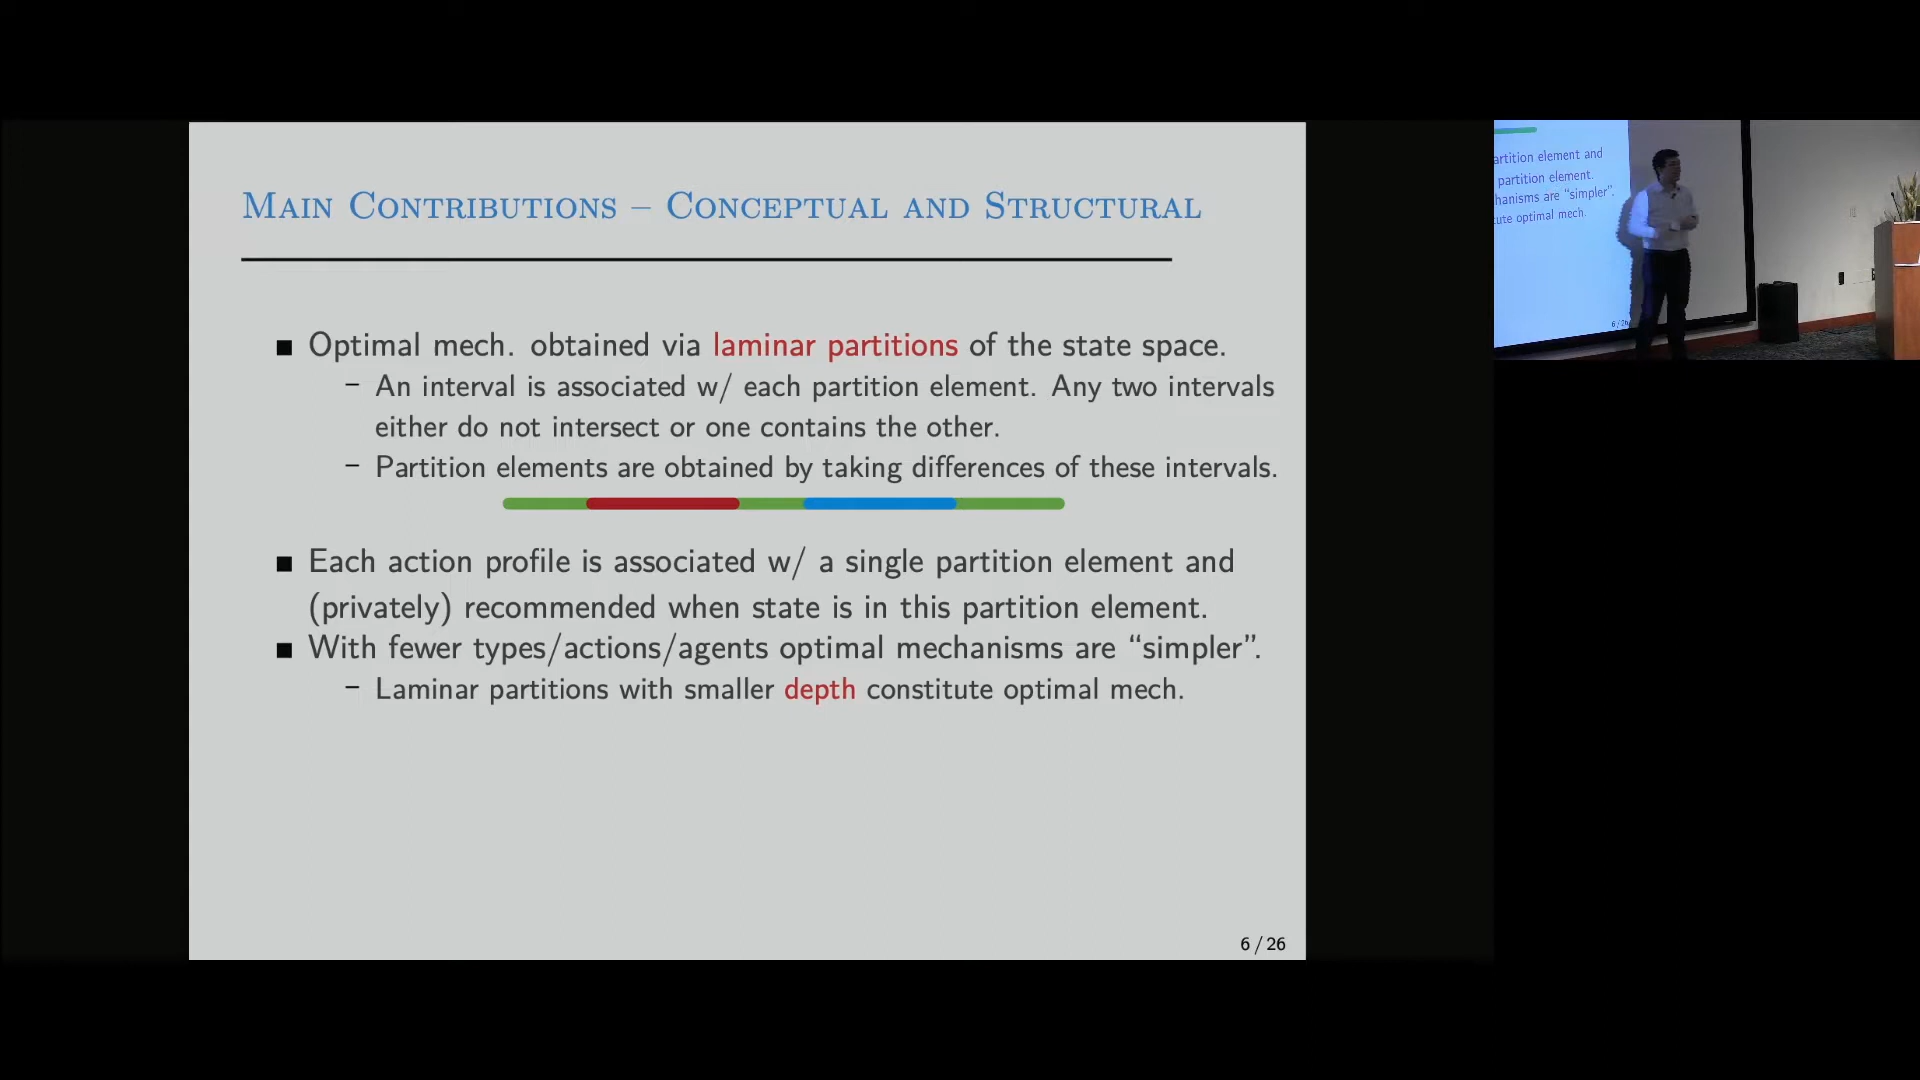 Main Contributions – Conceptual and Structural
■ Optimal mech. obtained via laminar partitions of the state space.
– An interval is associated w/ each partition element. Any two intervals
either do not intersect or one contains the other.
– Partition elements are obtained by taking differences of these intervals.
■ Each action profile is associated w/ a single partition element and
(privately) recommended when state is in this partition element.
■ With fewer types/actions/agents optimal mechanisms are “simpler”.
– Laminar partitions with smaller depth constitute optimal mech.
6 / 26
artition element and
partition element.
hanisms are “simpler”.
tute optimal mech.